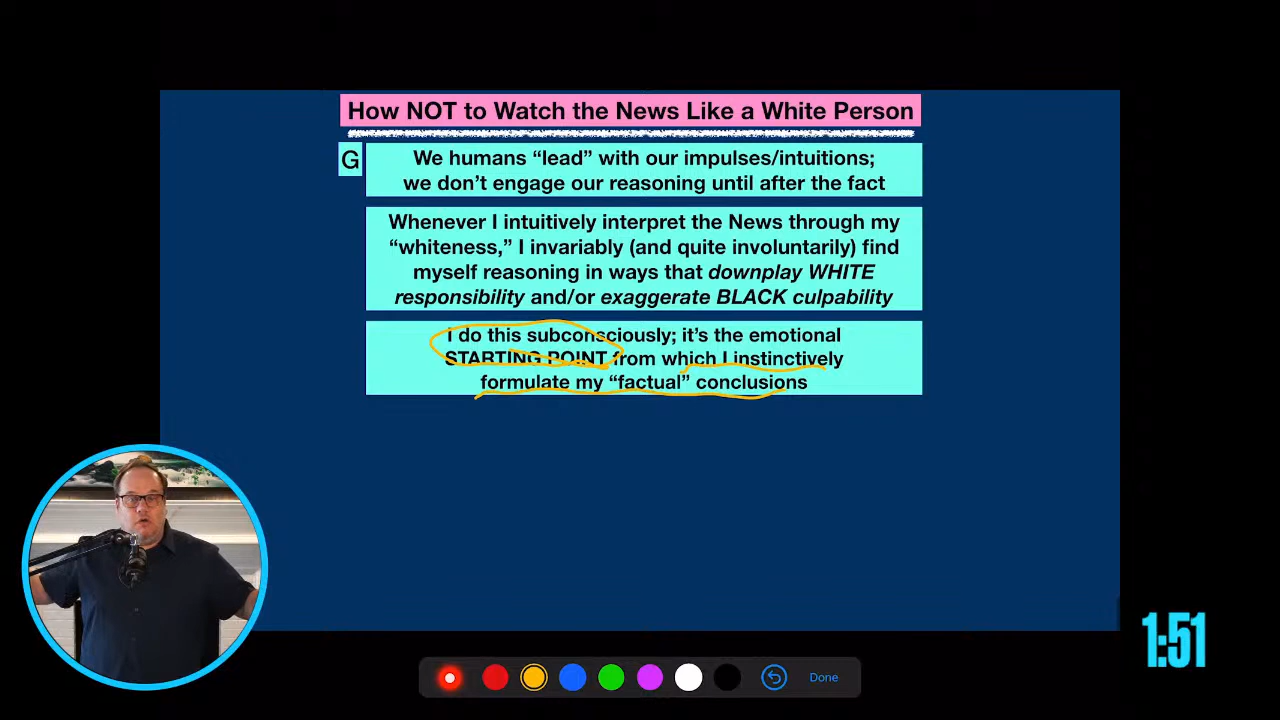 How NOT to Watch the News Like a White Person
G
We humans “lead” with our impulses/intuitions;
we don’t engage our reasoning until after the fact
Whenever I intuitively interpret the News through my
“whiteness,” I invariably (and quite involuntarily) find
myself reasoning in ways that downplay WHITE
responsibility and/or exaggerate BLACK culpability
I do this subconsciously; it’s the emotional
STARTING POINT from which I instinctively
formulate my “factual” conclusions
1:51
Done